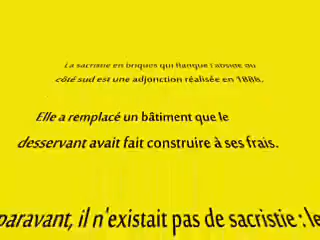 La sacristie en briques qui flanque l'abside du
côté sud est une adjonction réalisée en 1886.
Elle a remplacé un bâtiment que le
desservant avait fait construire à ses frais.
paravant, il n'existait pas de sacristie : le